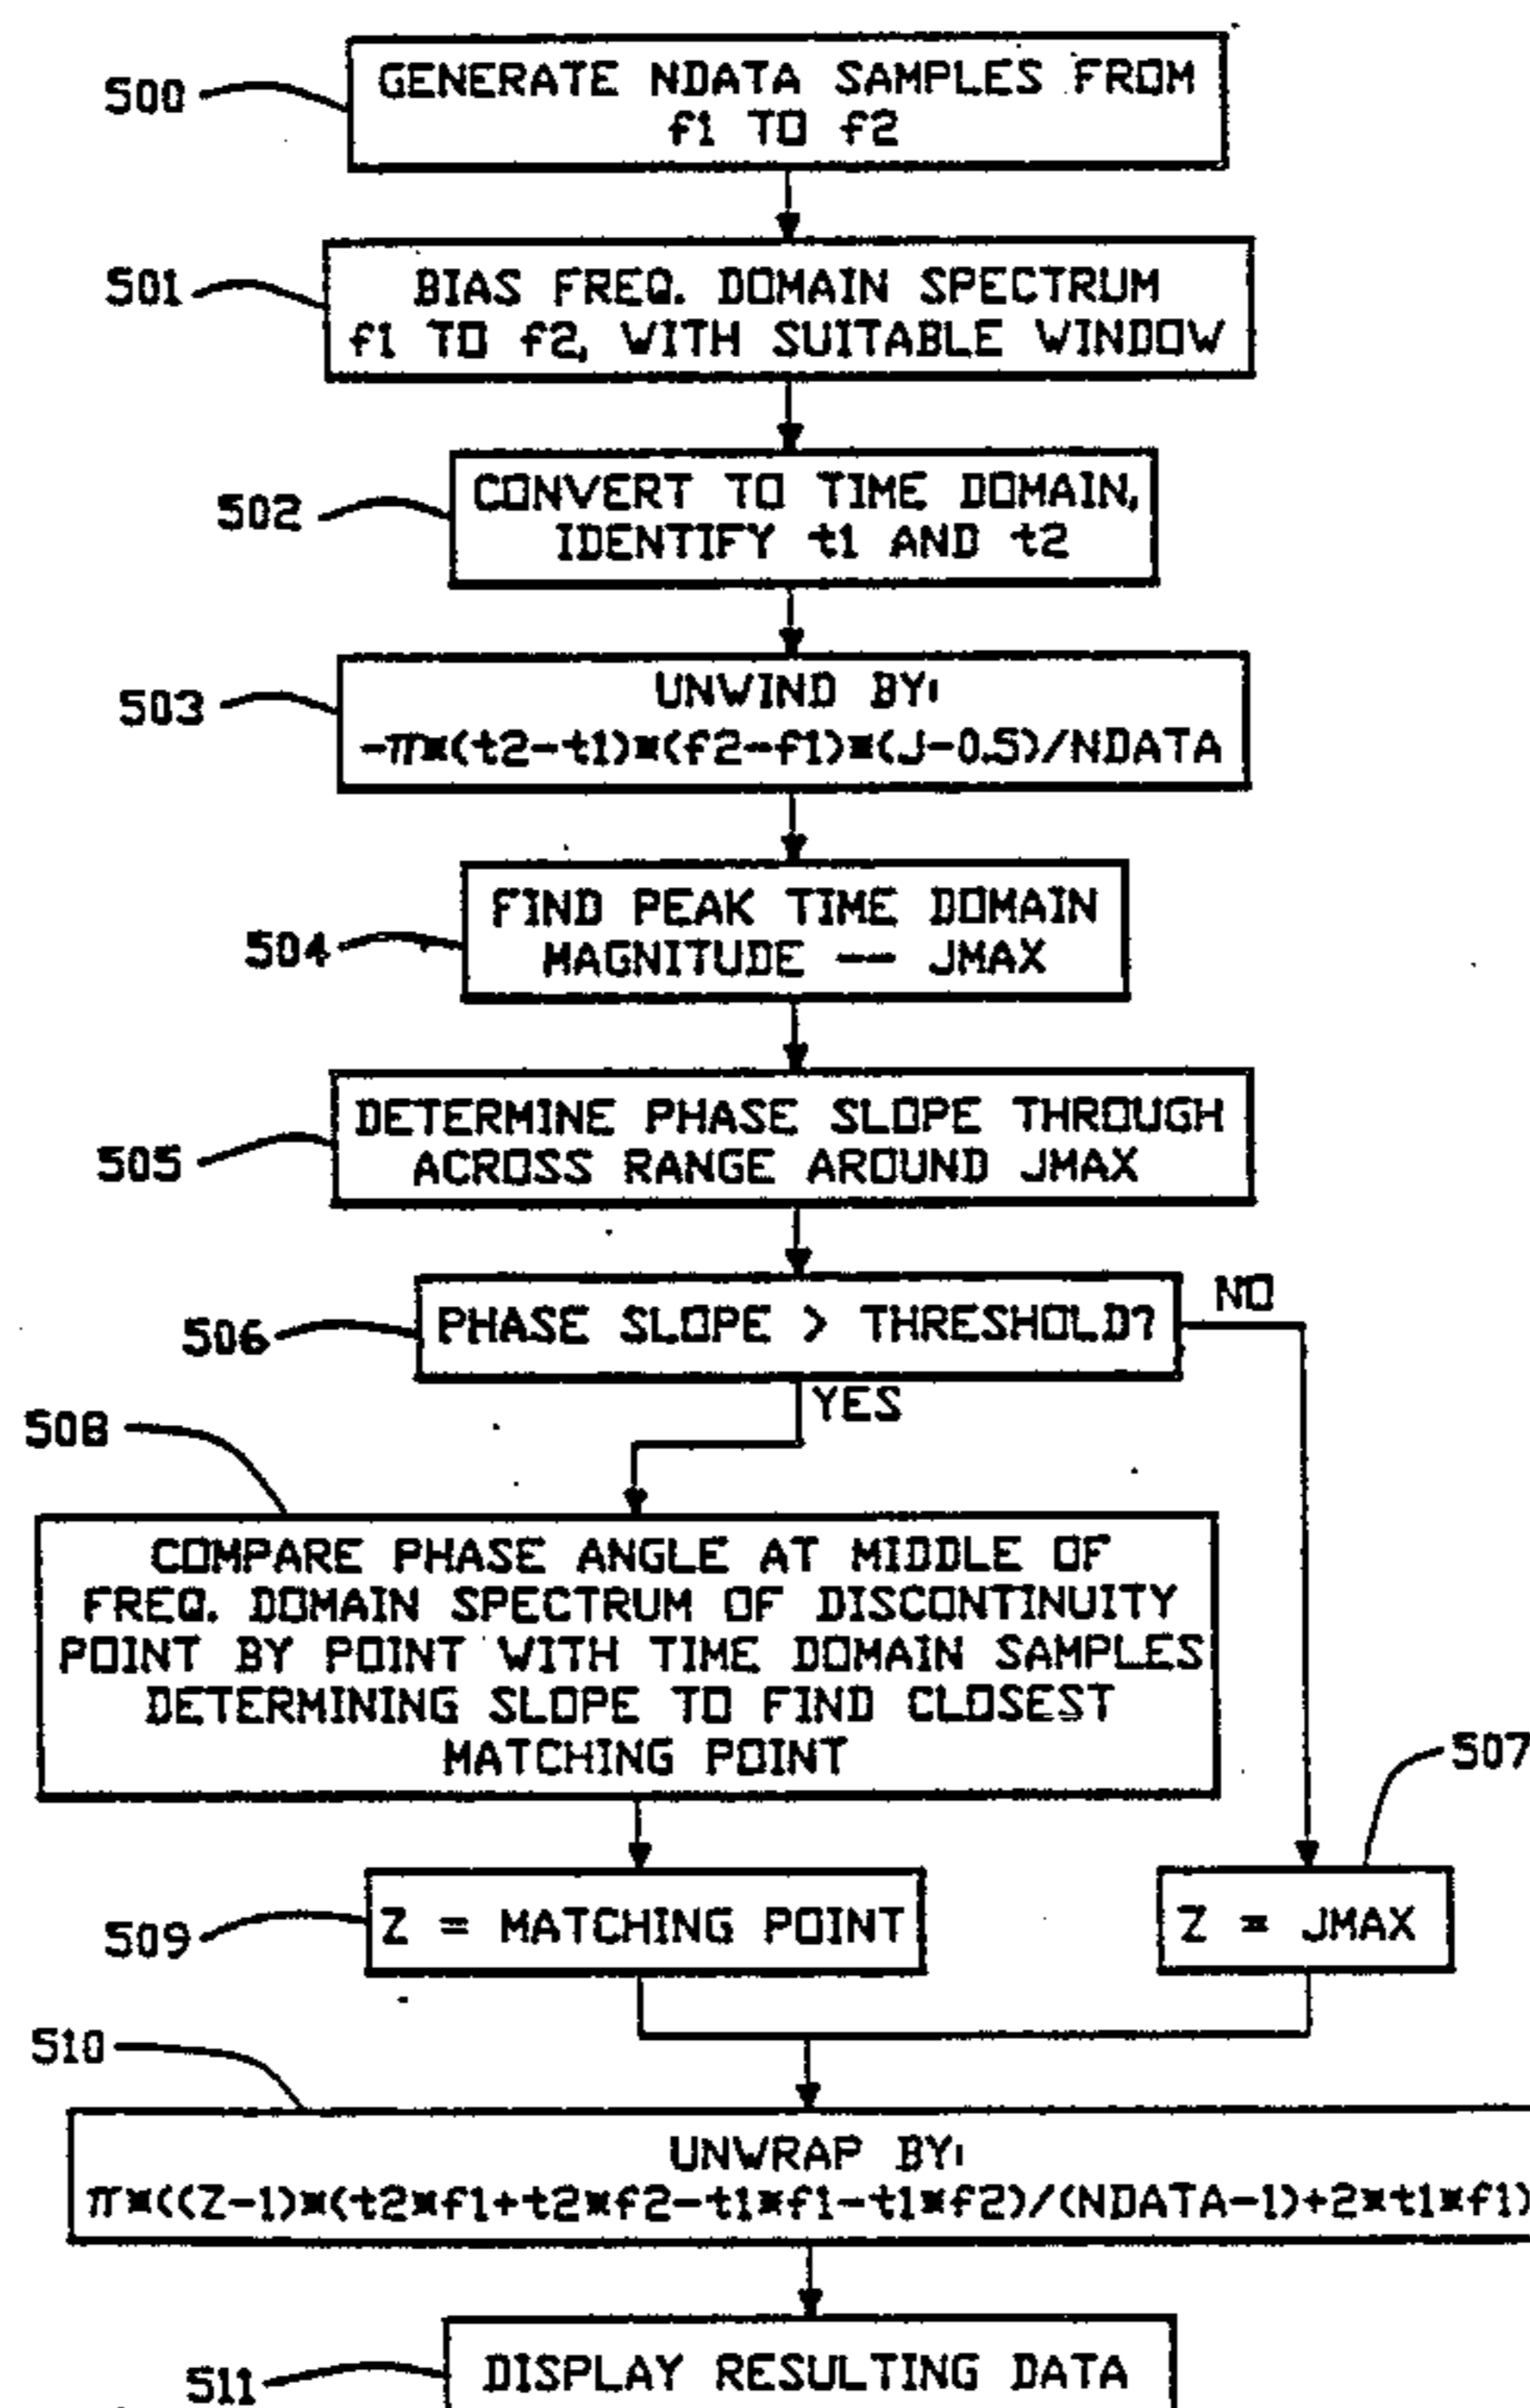 500
GENERATE NDATA SAMPLES FROM
f1 TO f2
501
BIAS FREQ. DOMAIN SPECTRUM
f1 TO f2, WITH SUITABLE WINDOW
502
CONVERT TO TIME DOMAIN,
IDENTIFY t1 AND t2
503
UNWIND BY:
-π*(t2-t1)*(f2-f1)*(J-0.5)/NDATA
504
FIND PEAK TIME DOMAIN
MAGNITUDE -- JMAX
505
DETERMINE PHASE SLOPE THROUGH
ACROSS RANGE AROUND JMAX
506
PHASE SLOPE > THRESHOLD?
NO
YES
508
COMPARE PHASE ANGLE AT MIDDLE OF
FREQ. DOMAIN SPECTRUM OF DISCONTINUITY
POINT BY POINT WITH TIME DOMAIN SAMPLES
DETERMINING SLOPE TO FIND CLOSEST
MATCHING POINT
507
509
Z = MATCHING POINT
Z = JMAX
510
UNWRAP BY:
π*((Z-1)*(t2*f1+t2*f2-t1*f1-t1*f2)/(NDATA-1)+2*t1*f1)
511
DISPLAY RESULTING DATA